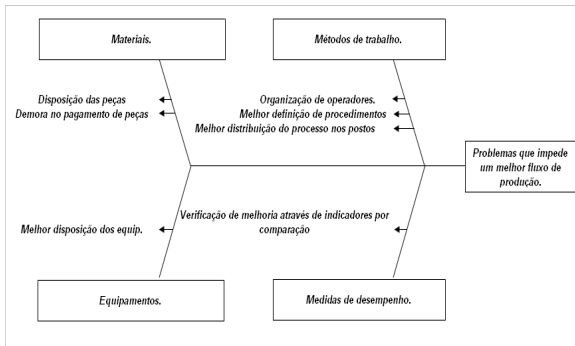 Materiais.
Métodos de trabalho.
Disposição das peças
Demora no pagamento de peças
Organização de operadores.
Melhor definição de procedimentos
Melhor distribuição do processo nos postos
Problemas que impede
um melhor fluxo de
produção.
Melhor disposição dos equip.
Verificação de melhoria através de indicadores por
comparação
Equipamentos.
Medidas de desempenho.